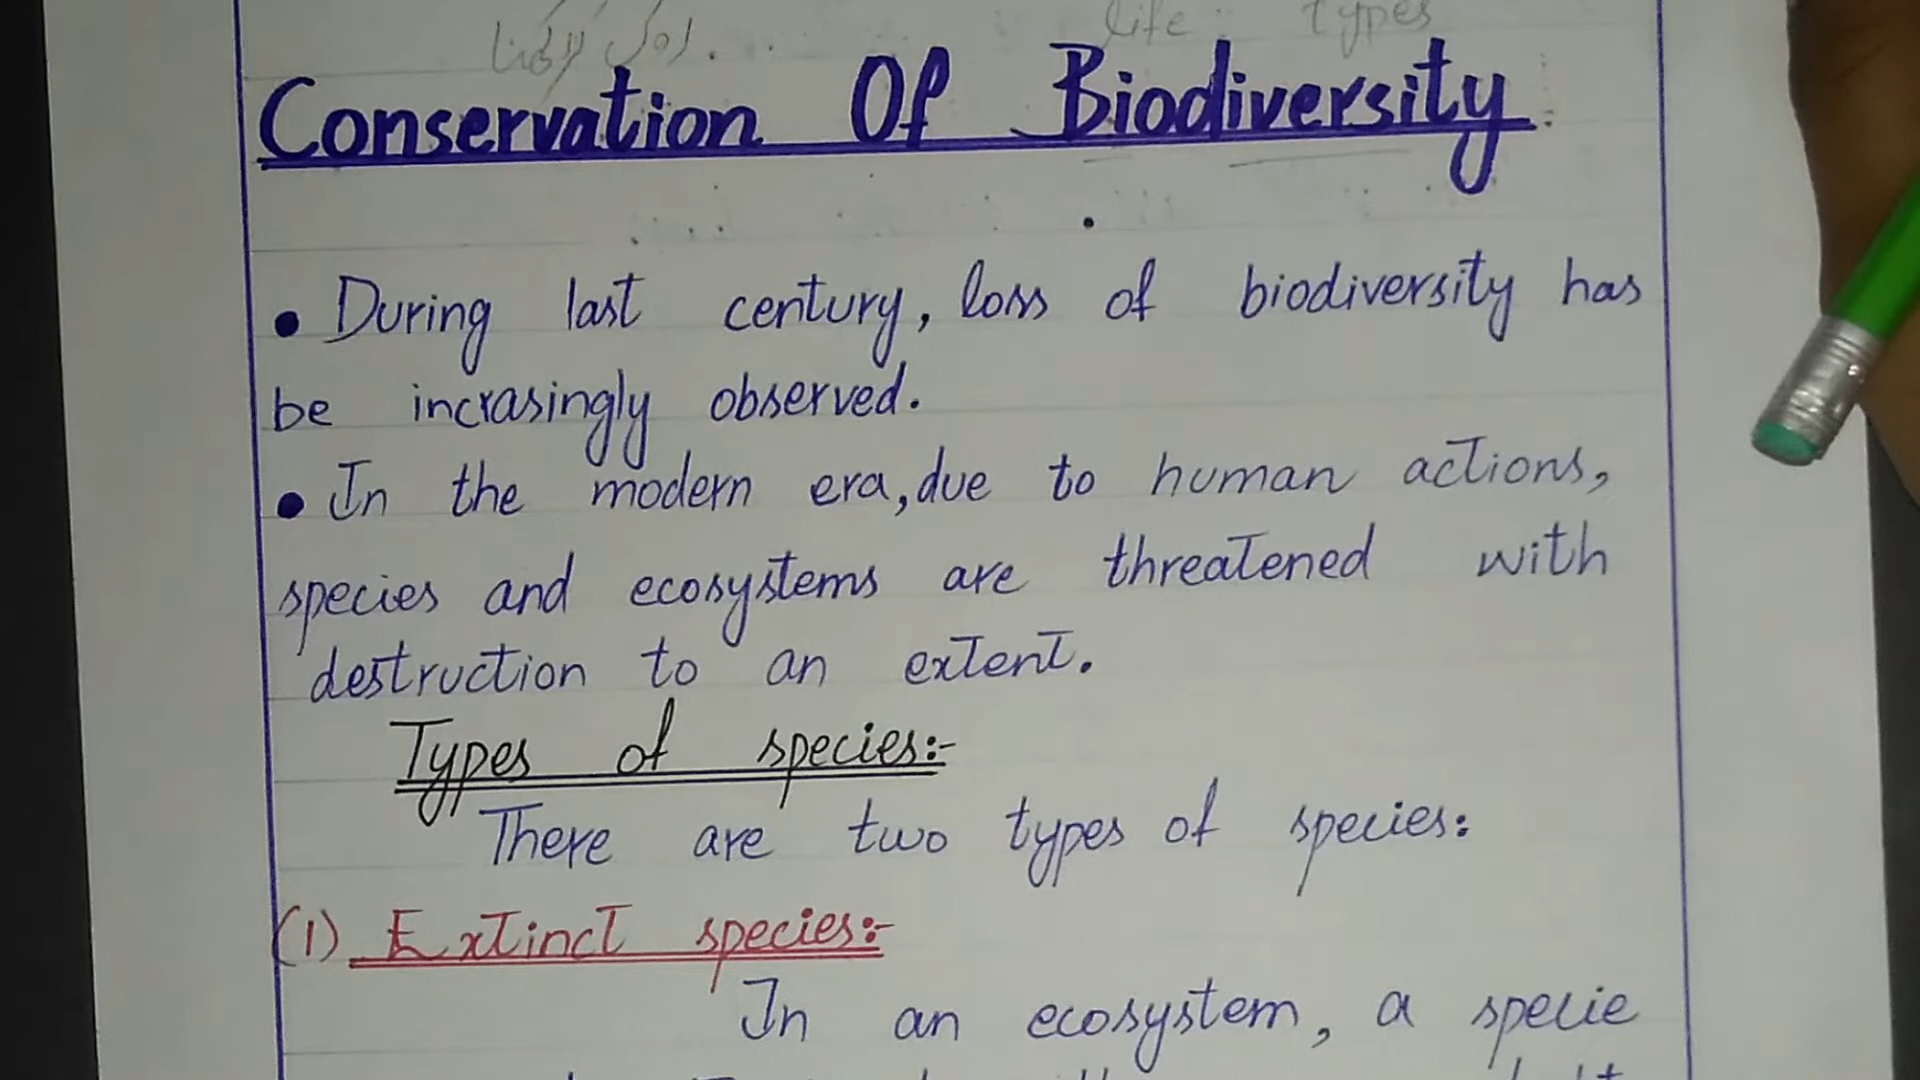 life types
Conservation Of Biodiversity
• During last century, loss of biodiversity has
be incrasingly observed.
• In the modern era, due to human actions,
species and ecosystems are threatened with
destruction to an extent.
Types of species:-
There are two types of species:
(1) Extinct species:-
In an ecosystem, a specie